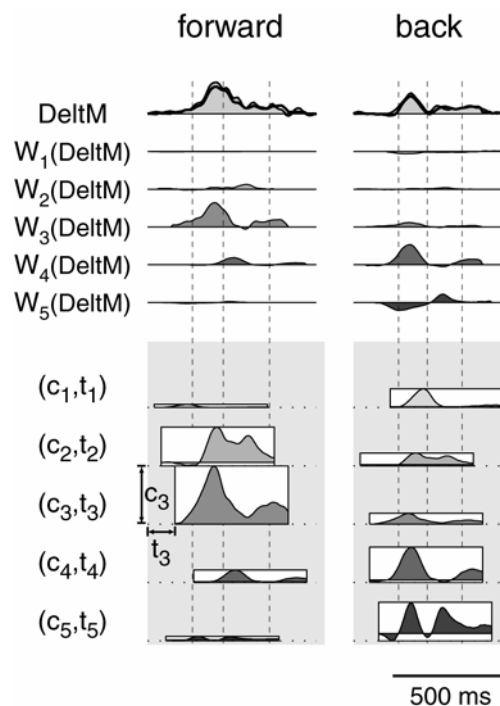 forward back
DeltM
W₁(DeltM)
W₂(DeltM)
W₃(DeltM)
W₄(DeltM)
W₅(DeltM)
(c₁,t₁)
(c₂,t₂)
(c₃,t₃)
c₃
t₃
(c₄,t₄)
(c₅,t₅)
500 ms